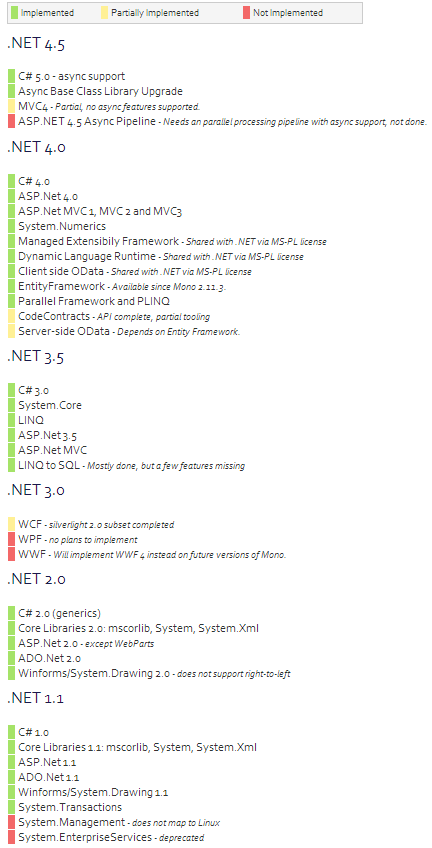 Implemented Partially Implemented Not Implemented
.NET 4.5
C# 5.0 - async support
Async Base Class Library Upgrade
MVC4 - Partial, no async features supported.
ASP.NET 4.5 Async Pipeline - Needs an parallel processing pipeline with async support, not done.
.NET 4.0
C# 4.0
ASP.Net 4.0
ASP.Net MVC 1, MVC 2 and MVC3
System.Numerics
Managed Extensibily Framework - Shared with .NET via MS-PL license
Dynamic Language Runtime - Shared with .NET via MS-PL license
Client side OData - Shared with .NET via MS-PL license
EntityFramework - Available since Mono 2.11.3.
Parallel Framework and PLINQ
CodeContracts - API complete, partial tooling
Server-side OData - Depends on Entity Framework.
.NET 3.5
C# 3.0
System.Core
LINQ
ASP.Net 3.5
ASP.Net MVC
LINQ to SQL - Mostly done, but a few features missing
.NET 3.0
WCF - silverlight 2.0 subset completed
WPF - no plans to implement
WWF - Will implement WWF 4 instead on future versions of Mono.
.NET 2.0
C# 2.0 (generics)
Core Libraries 2.0: mscorlib, System, System.Xml
ASP.Net 2.0 - except WebParts
ADO.Net 2.0
Winforms/System.Drawing 2.0 - does not support right-to-left
.NET 1.1
C# 1.0
Core Libraries 1.1: mscorlib, System, System.Xml
ASP.Net 1.1
ADO.Net 1.1
Winforms/System.Drawing 1.1
System.Transactions
System.Management - does not map to Linux
System.EnterpriseServices - deprecated